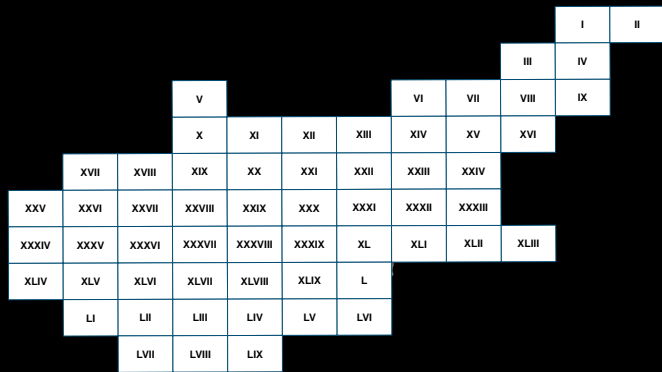 I II
III IV
V VI VII VIII IX
X XI XII XIII XIV XV XVI
XVII XVIII XIX XX XXI XXII XXIII XXIV
XXV XXVI XXVII XXVIII XXIX XXX XXXI XXXII XXXIII
XXXIV XXXV XXXVI XXXVII XXXVIII XXXIX XL XLI XLII XLIII
XLIV XLV XLVI XLVII XLVIII XLIX L
LI LII LIII LIV LV LVI
LVII LVIII LIX